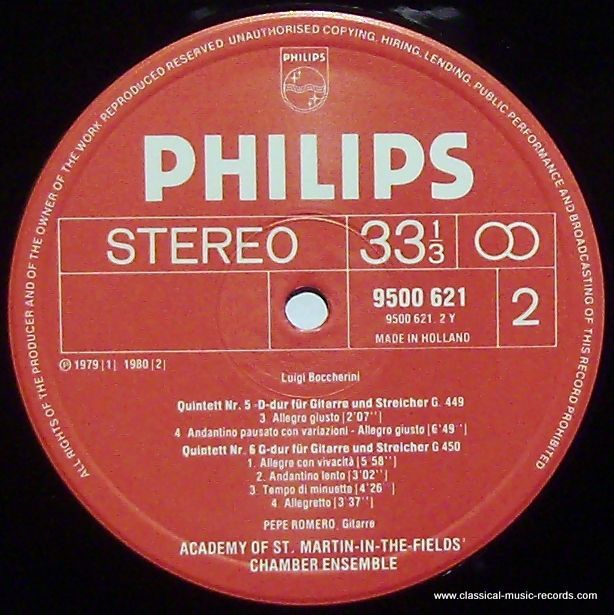 ALL RIGHTS OF THE PRODUCER AND OF THE OWNER OF THE WORK REPRODUCED RESERVED. UNAUTHORISED COPYING, HIRING, LENDING, PUBLIC PERFORMANCE AND BROADCASTING OF THIS RECORD PROHIBITED
PHILIPS
PHILIPS
STEREO 33 1/3
9500 621
9500 621. 2 Y
MADE IN HOLLAND
2
℗ 1979 |1| 1980 |2|
Luigi Boccherini
Quintett Nr. 5 -D-dur für Gitarre und Streicher G. 449
3. Allegro giusto [2'07'']
4 Andantino pausato con variazioni - Allegro giusto [6'49'']
Quintett Nr. 6 G-dur für Gitarre und Streicher G 450
1. Allegro con vivacità [5'58'']
2. Andantino lento [3'02'']
3. Tempo di minuetto [4'26'']
4. Allegretto [3'37'']
PEPE ROMERO, Gitarre
ACADEMY OF ST. MARTIN-IN-THE-FIELDS'
CHAMBER ENSEMBLE
www.classical-music-records.com